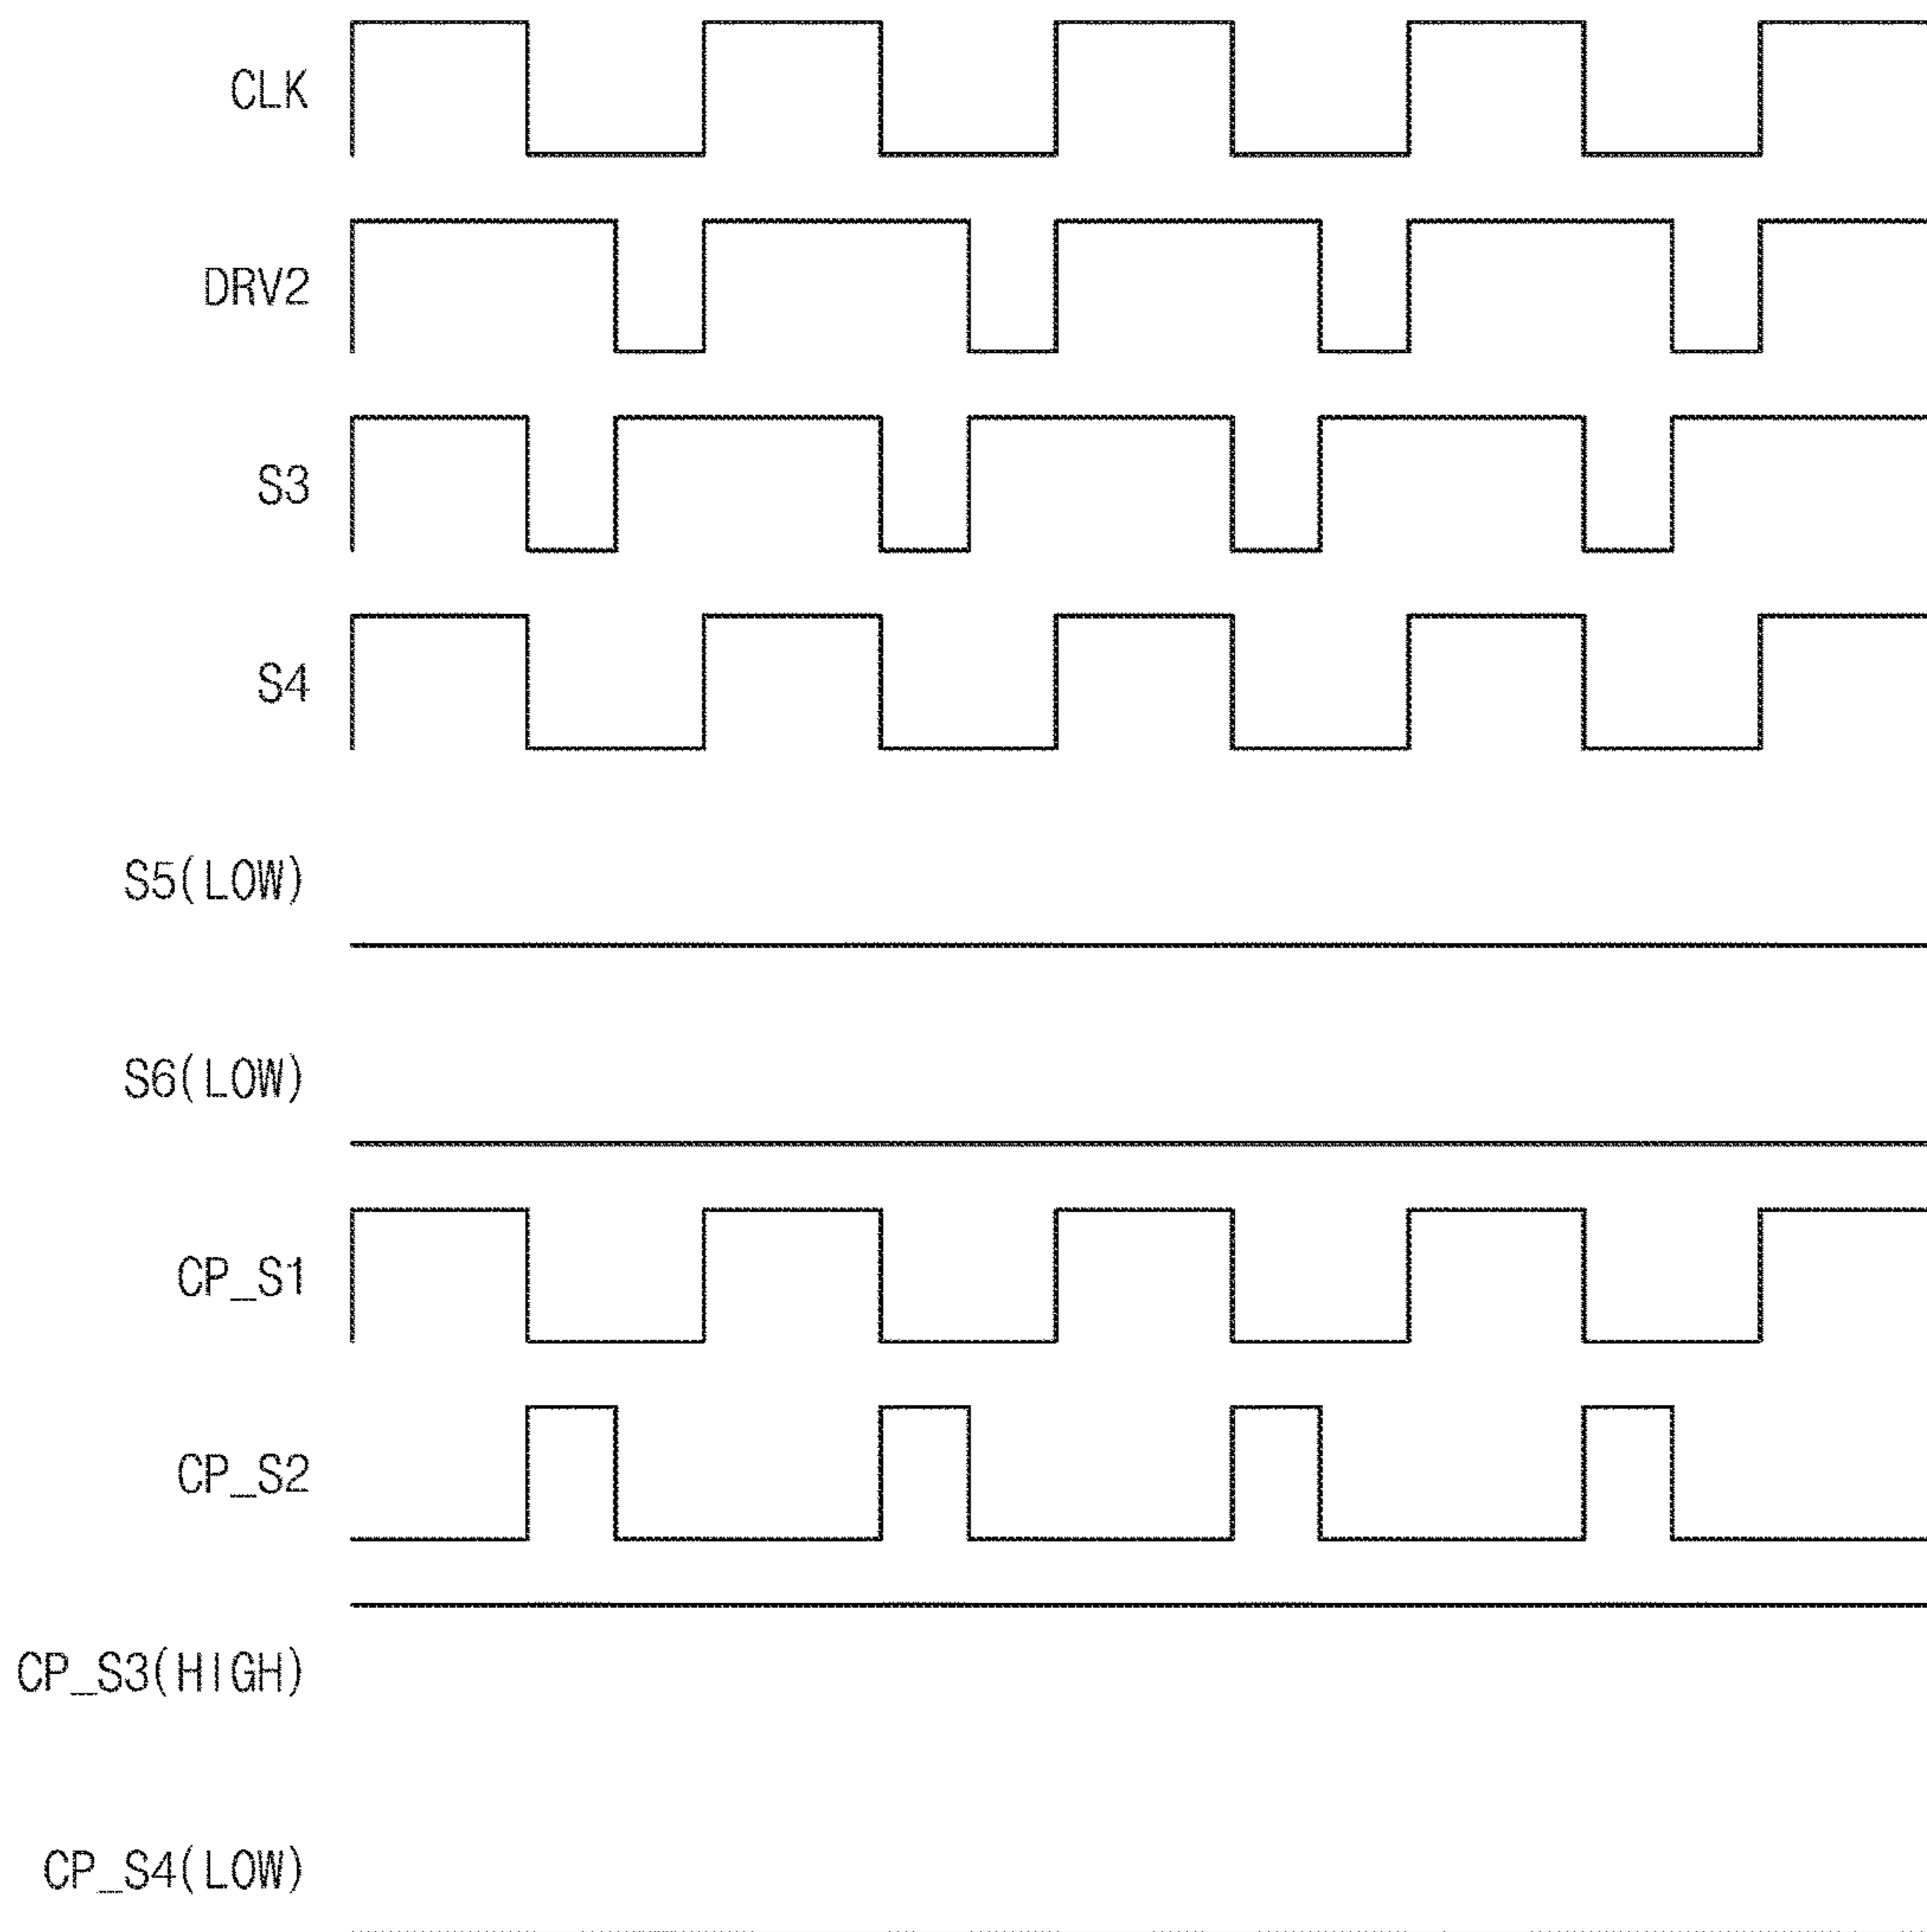 CLK
DRV2
S3
S4
S5(LOW)
S6(LOW)
CP_S1
CP_S2
CP_S3(HIGH)
CP_S4(LOW)